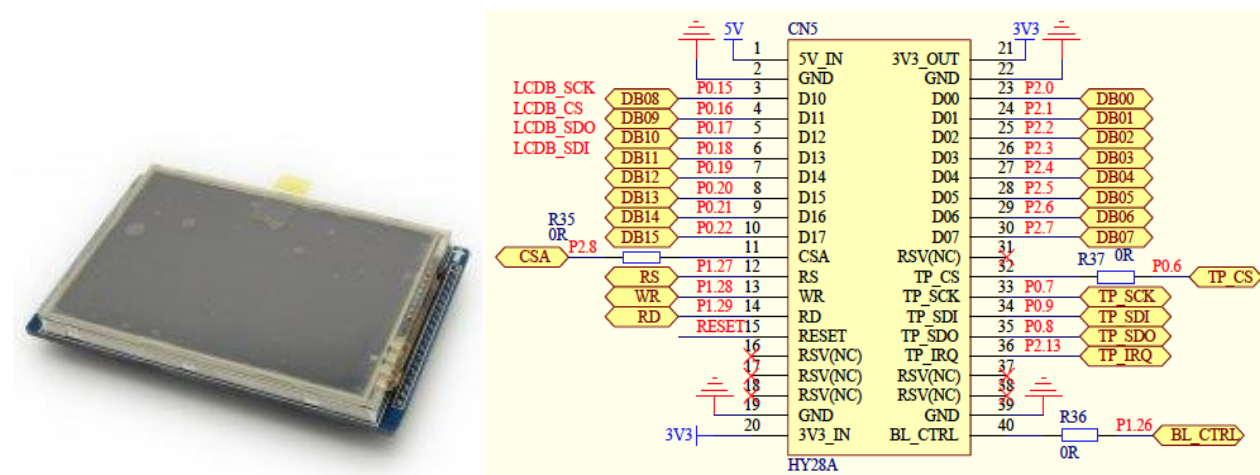 5V CN5 3V3
1 5V_IN 3V3_OUT 21
2 GND GND 22
LCDB_SCK DB08 P0.15 3 D10 D00 23 P2.0 DB00
LCDB_CS DB09 P0.16 4 D11 D01 24 P2.1 DB01
LCDB_SDO DB10 P0.17 5 D12 D02 25 P2.2 DB02
LCDB_SDI DB11 P0.18 6 D13 D03 26 P2.3 DB03
DB12 P0.19 7 D14 D04 27 P2.4 DB04
DB13 P0.20 8 D15 D05 28 P2.5 DB05
DB14 P0.21 9 D16 D06 29 P2.6 DB06
DB15 P0.22 10 D17 D07 30 P2.7 DB07
CSA P2.8 R35 0R 11 CSA RSV(NC) 31
RS P1.27 12 RS TP_CS 32 R37 0R P0.6 TP_CS
WR P1.28 13 WR TP_SCK 33 P0.7 TP_SCK
RD P1.29 14 RD TP_SDI 34 P0.9 TP_SDI
RESET 15 RESET TP_SDO 35 P0.8 TP_SDO
16 RSV(NC) TP_IRQ 36 P2.13 TP_IRQ
17 RSV(NC) RSV(NC) 37
18 RSV(NC) RSV(NC) 38
19 GND GND 39
3V3 20 3V3_IN BL_CTRL 40 R36 0R P1.26 BL_CTRL
HY28A